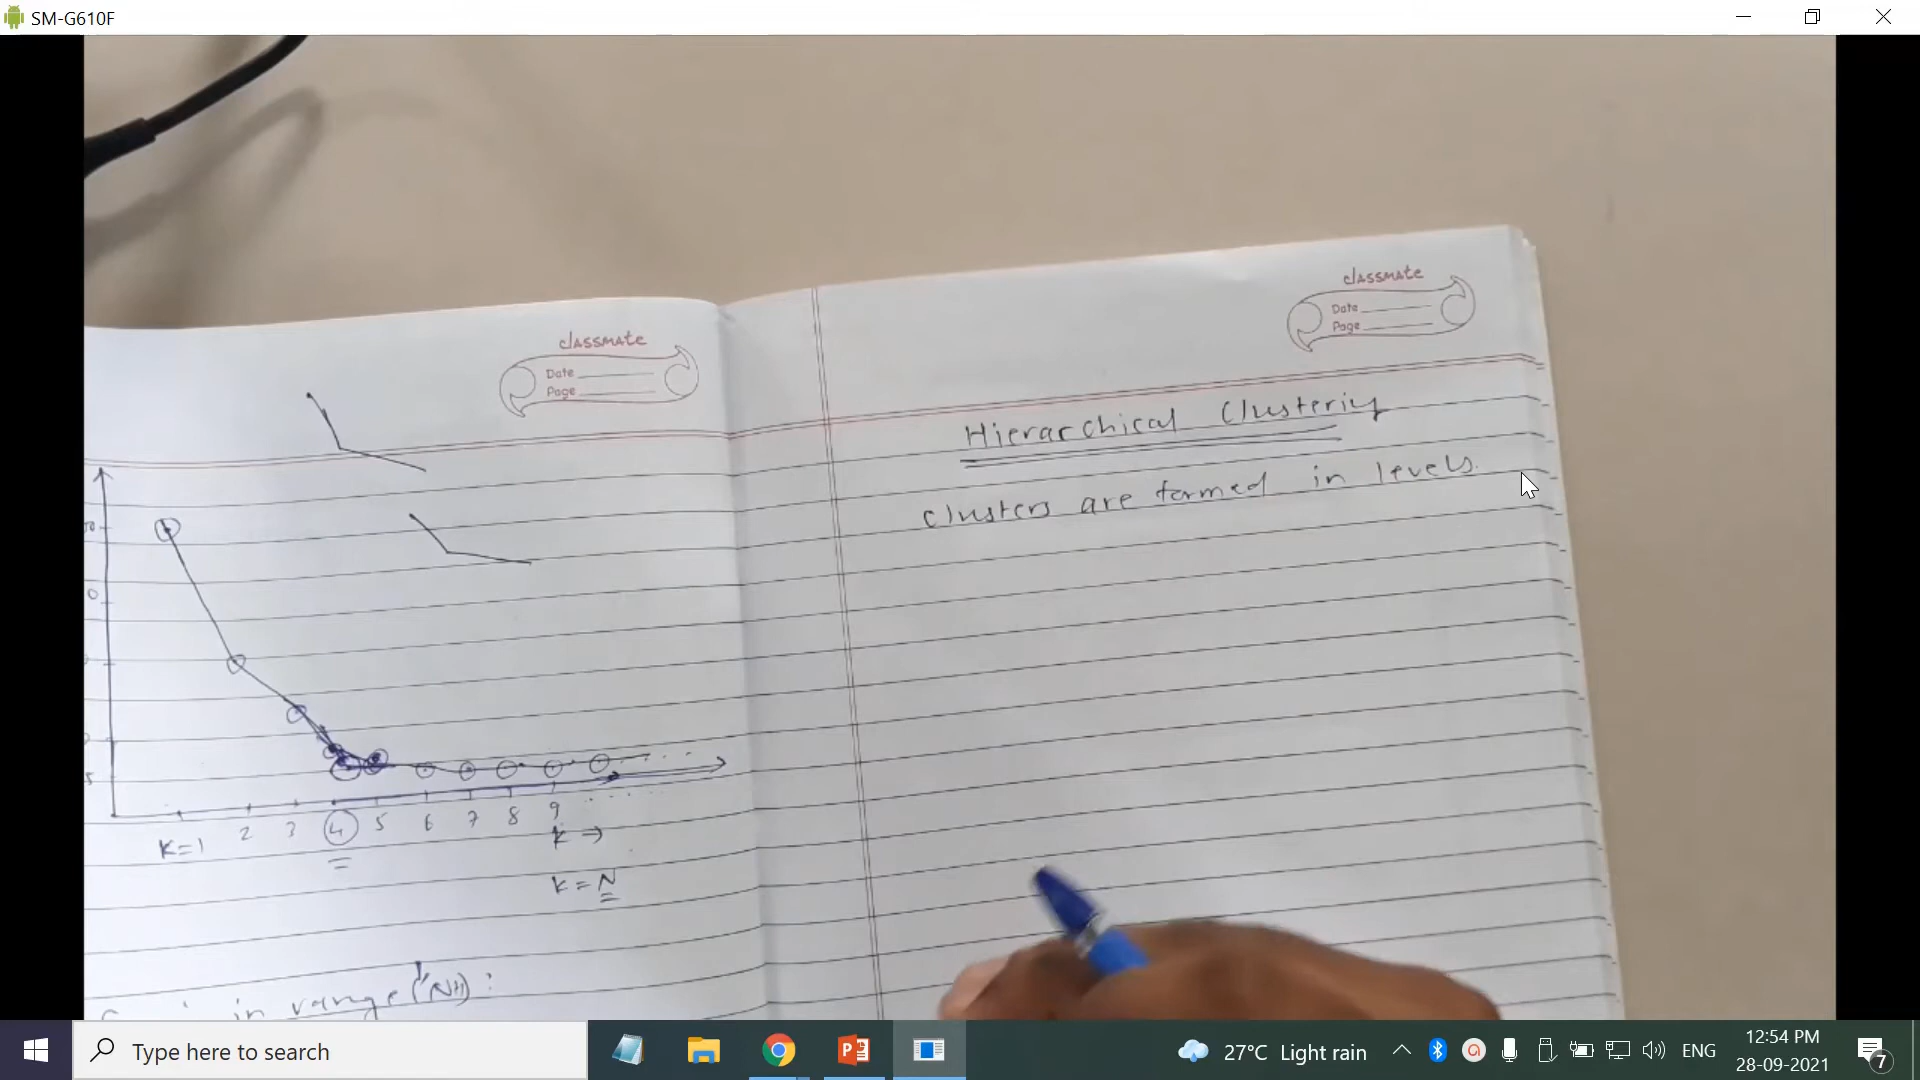 SM-G610F
classmate
Date
Page
classmate
Date
Page
K=1 2 3 4 5 6 7 8 9
k →
k = N
in range (NH) :
Hierarchical Clustering
Clusters are formed in levels.
Type here to search
27°C Light rain
ENG
12:54 PM
28-09-2021
7